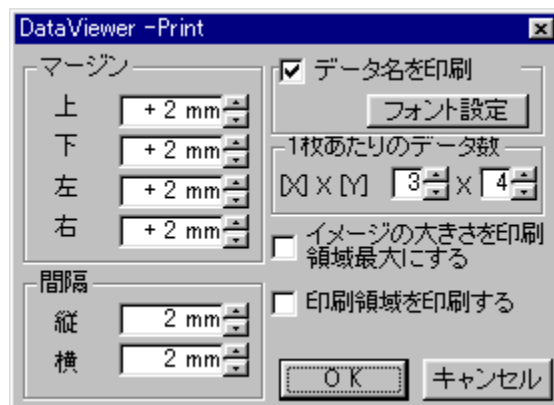 DataViewer -Print
マージン
上 + 2 mm
下 + 2 mm
左 + 2 mm
右 + 2 mm
間隔
縦 2 mm
横 2 mm
データ名を印刷
フォント設定
1枚あたりのデータ数
[X] X [Y] 3 X 4
イメージの大きさを印刷
領域最大にする
印刷領域を印刷する
OK
キャンセル